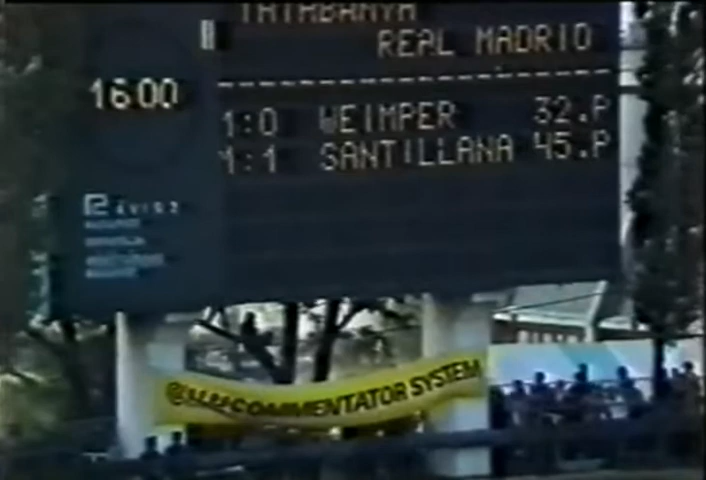 TATABANYA
REAL MADRID
16:00
1:0 WEIMPER 32.P
1:1 SANTILLANA 45.P
COMMENTATOR SYSTEM